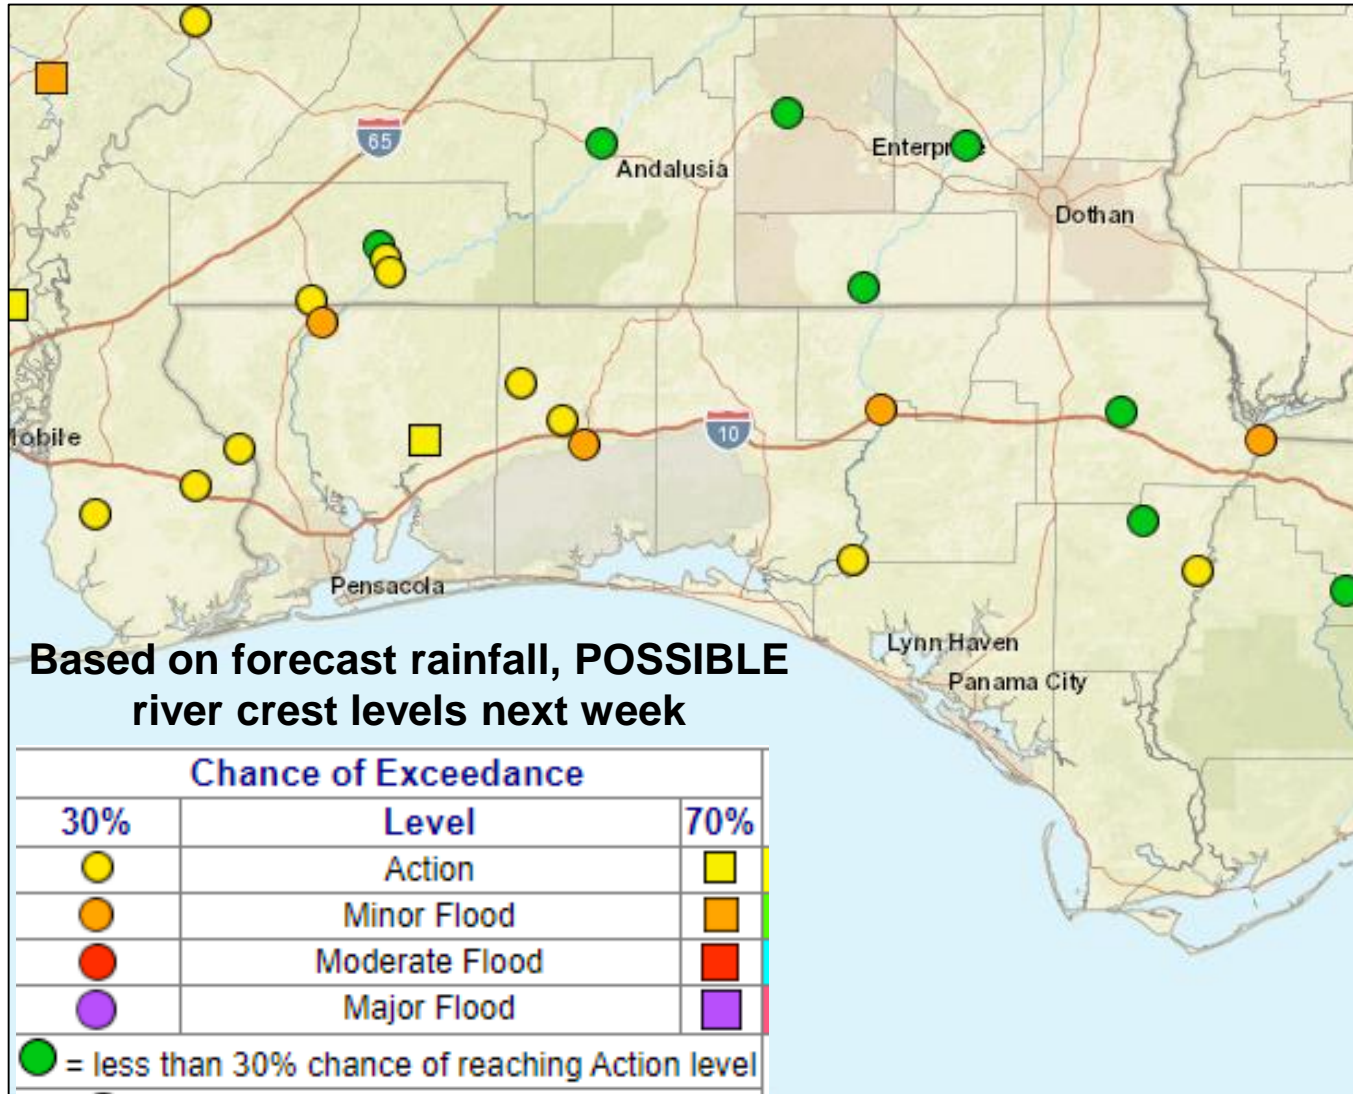 65
Andalusia
Dothan
10
Pensacola
Lynn Haven
Panama City
Based on forecast rainfall, POSSIBLE
river crest levels next week
Chance of Exceedance
30% Level 70%
Action
Minor Flood
Moderate Flood
Major Flood
= less than 30% chance of reaching Action level